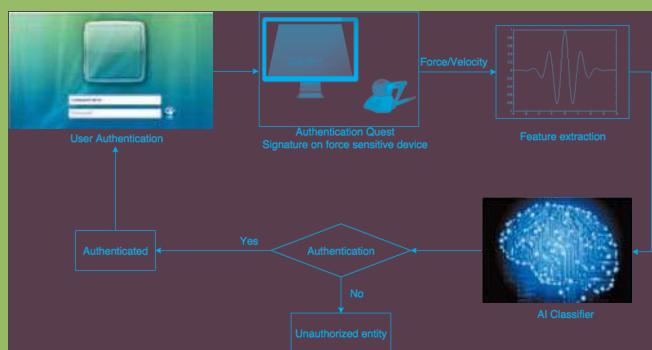 User Authentication
Authentication Quest
Signature on force sensitive device
Force/Velocity
Feature extraction
AI Classifier
Authentication
Yes
Authenticated
No
Unauthorized entity